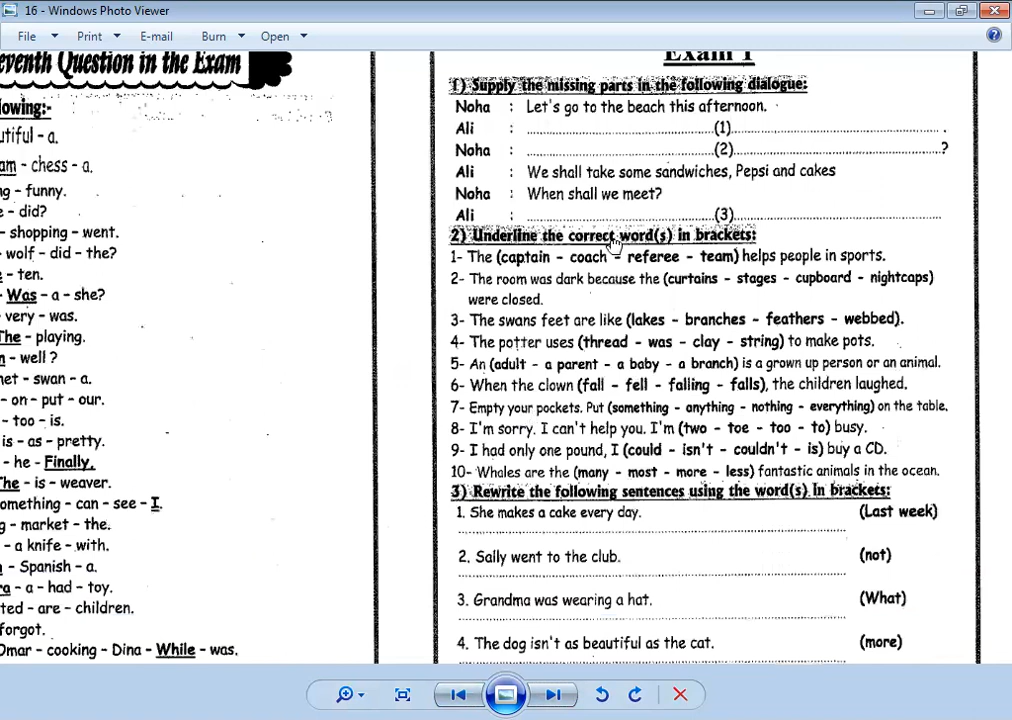 16 - Windows Photo Viewer
File Print E-mail Burn Open
eventh Question in the Exam
lowing:-
utiful - a.
am - chess - a.
ng - funny.
e - did?
- shopping - went.
- wolf - did - the?
e - ten.
- Was - a - she?
- very - was.
The - playing.
n - well ?
net - swan - a.
- on - put - our.
- too - is.
is - as - pretty.
- he - Finally.
The - is - weaver.
omething - can - see - I.
g - market - the.
- a knife - with.
n - Spanish - a.
ra - a - had - toy.
ted - are - children.
forgot.
Omar - cooking - Dina - While - was.
Exam 1
1) Supply the missing parts in the following dialogue:
Noha : Let's go to the beach this afternoon.
Ali : ......(1)...... .
Noha : ......(2)......?
Ali : We shall take some sandwiches, Pepsi and cakes
Noha : When shall we meet?
Ali : ......(3)......
2) Underline the correct word(s) in brackets:
1- The (captain - coach - referee - team) helps people in sports.
2- The room was dark because the (curtains - stages - cupboard - nightcaps)
were closed.
3- The swans feet are like (lakes - branches - feathers - webbed).
4- The potter uses (thread - was - clay - string) to make pots.
5- An (adult - a parent - a baby - a branch) is a grown up person or an animal.
6- When the clown (fall - fell - falling - falls), the children laughed.
7- Empty your pockets. Put (something - anything - nothing - everything) on the table.
8- I'm sorry. I can't help you. I'm (two - toe - too - to) busy.
9- I had only one pound, I (could - isn't - couldn't - is) buy a CD.
10- Whales are the (many - most - more - less) fantastic animals in the ocean.
3) Rewrite the following sentences using the word(s) In brackets:
1. She makes a cake every day. (Last week)
2. Sally went to the club. (not)
3. Grandma was wearing a hat. (What)
4. The dog isn't as beautiful as the cat. (more)